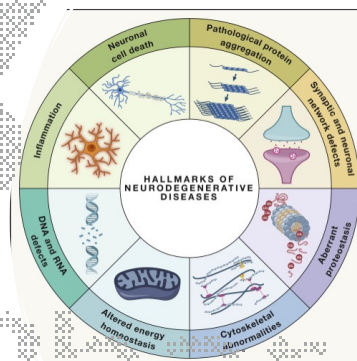 HALLMARKS OF
NEURODEGENERATIVE
DISEASES
Pathological protein
aggregation
Synaptic and neuronal
network defects
Aberrant
proteostasis
Cytoskeletal
abnormalities
Altered energy
homeostasis
DNA and RNA
defects
Inflammation
Neuronal
cell death